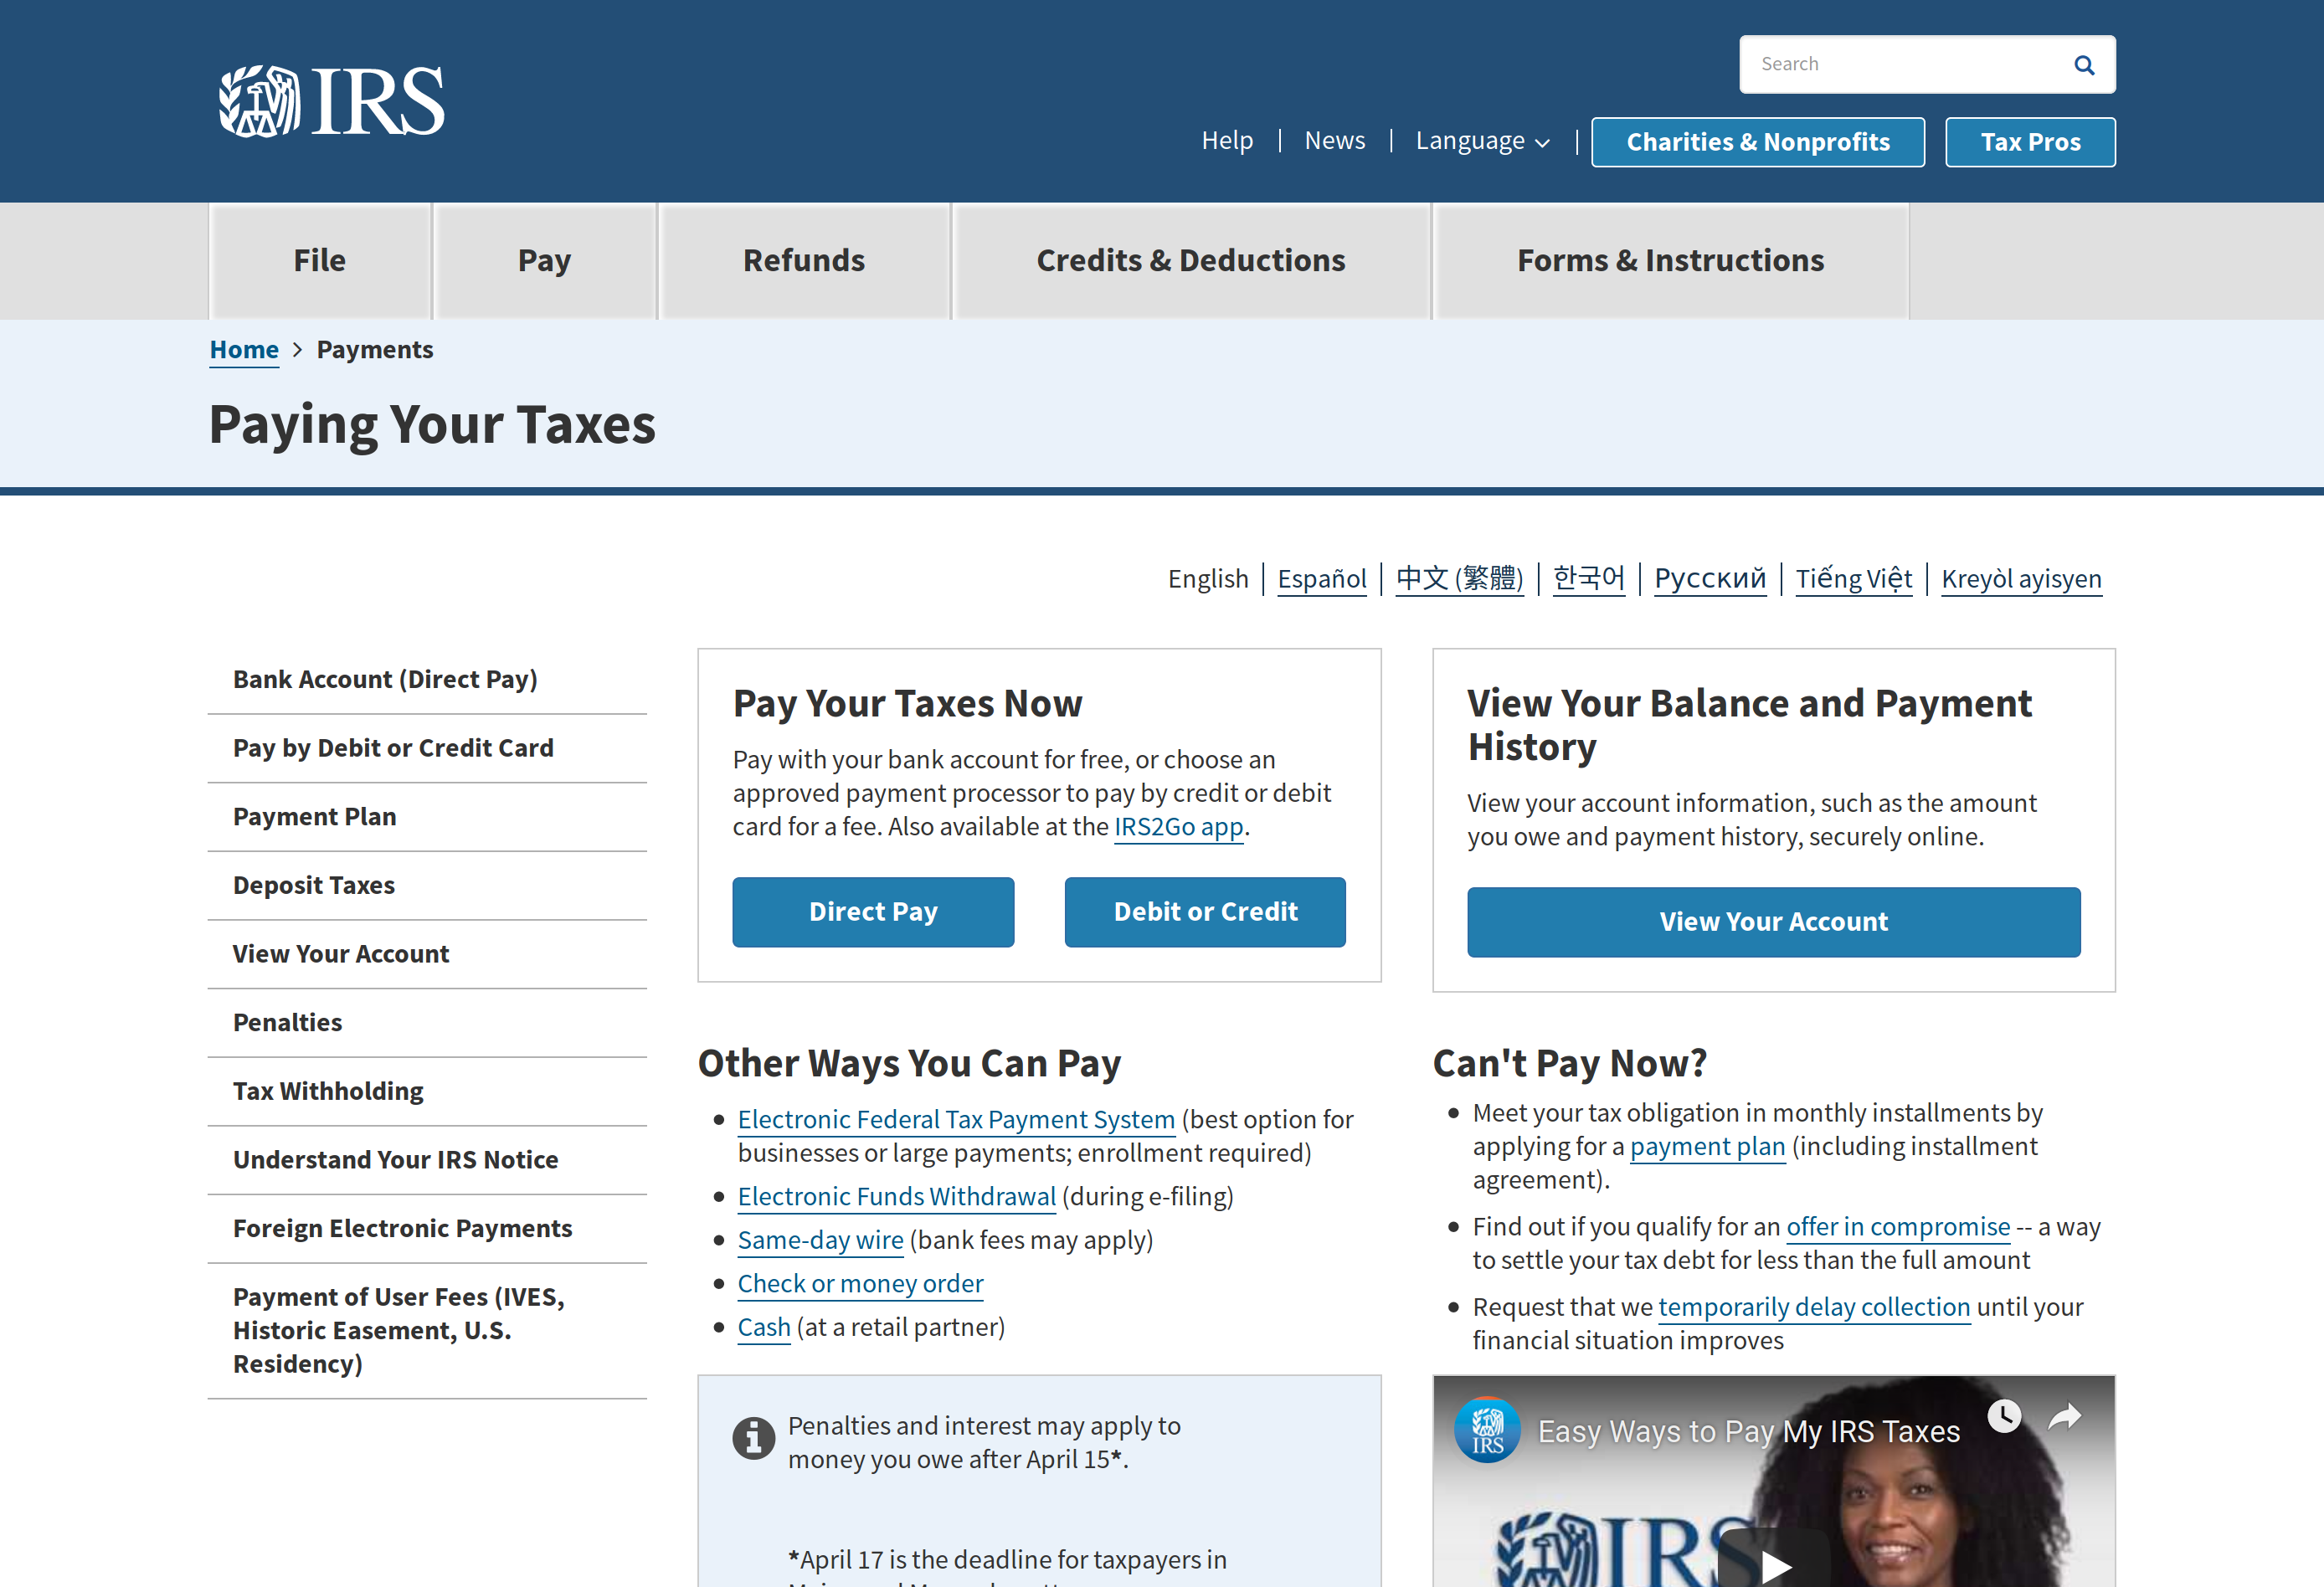 IRS
Search
Help
News
Language
Charities & Nonprofits
Tax Pros
File
Pay
Refunds
Credits & Deductions
Forms & Instructions
Home > Payments
Paying Your Taxes
English
Español
中文 (繁體)
한국어
Русский
Tiếng Việt
Kreyòl ayisyen
Bank Account (Direct Pay)
Pay by Debit or Credit Card
Payment Plan
Deposit Taxes
View Your Account
Penalties
Tax Withholding
Understand Your IRS Notice
Foreign Electronic Payments
Payment of User Fees (IVES,
Historic Easement, U.S.
Residency)
Pay Your Taxes Now
Pay with your bank account for free, or choose an
approved payment processor to pay by credit or debit
card for a fee. Also available at the IRS2Go app.
Direct Pay
Debit or Credit
View Your Balance and Payment
History
View your account information, such as the amount
you owe and payment history, securely online.
View Your Account
Other Ways You Can Pay
Electronic Federal Tax Payment System (best option for
businesses or large payments; enrollment required)
Electronic Funds Withdrawal (during e-filing)
Same-day wire (bank fees may apply)
Check or money order
Cash (at a retail partner)
Can't Pay Now?
Meet your tax obligation in monthly installments by
applying for a payment plan (including installment
agreement).
Find out if you qualify for an offer in compromise -- a way
to settle your tax debt for less than the full amount
Request that we temporarily delay collection until your
financial situation improves
Penalties and interest may apply to
money you owe after April 15*.
*April 17 is the deadline for taxpayers in
IRS
Easy Ways to Pay My IRS Taxes
IRS